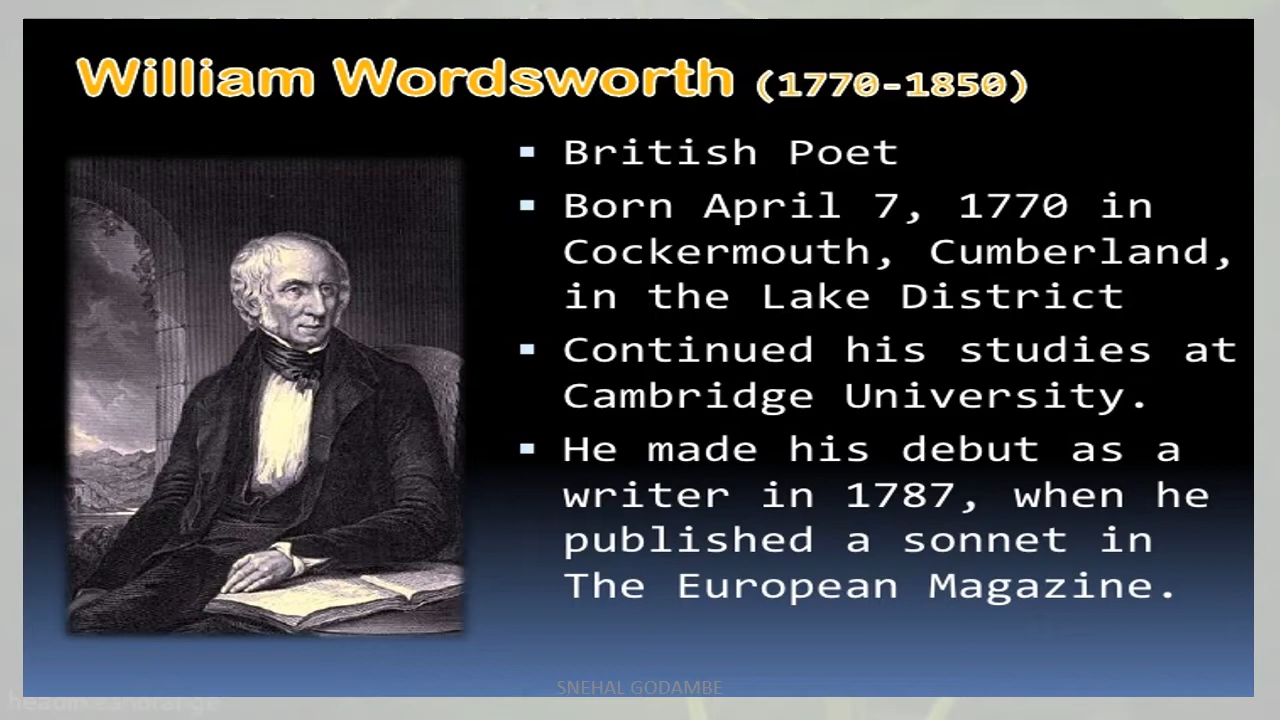 William Wordsworth (1770-1850)
British Poet
Born April 7, 1770 in
Cockermouth, Cumberland,
in the Lake District
Continued his studies at
Cambridge University.
He made his debut as a
writer in 1787, when he
published a sonnet in
The European Magazine.
SNEHAL GODAMBE